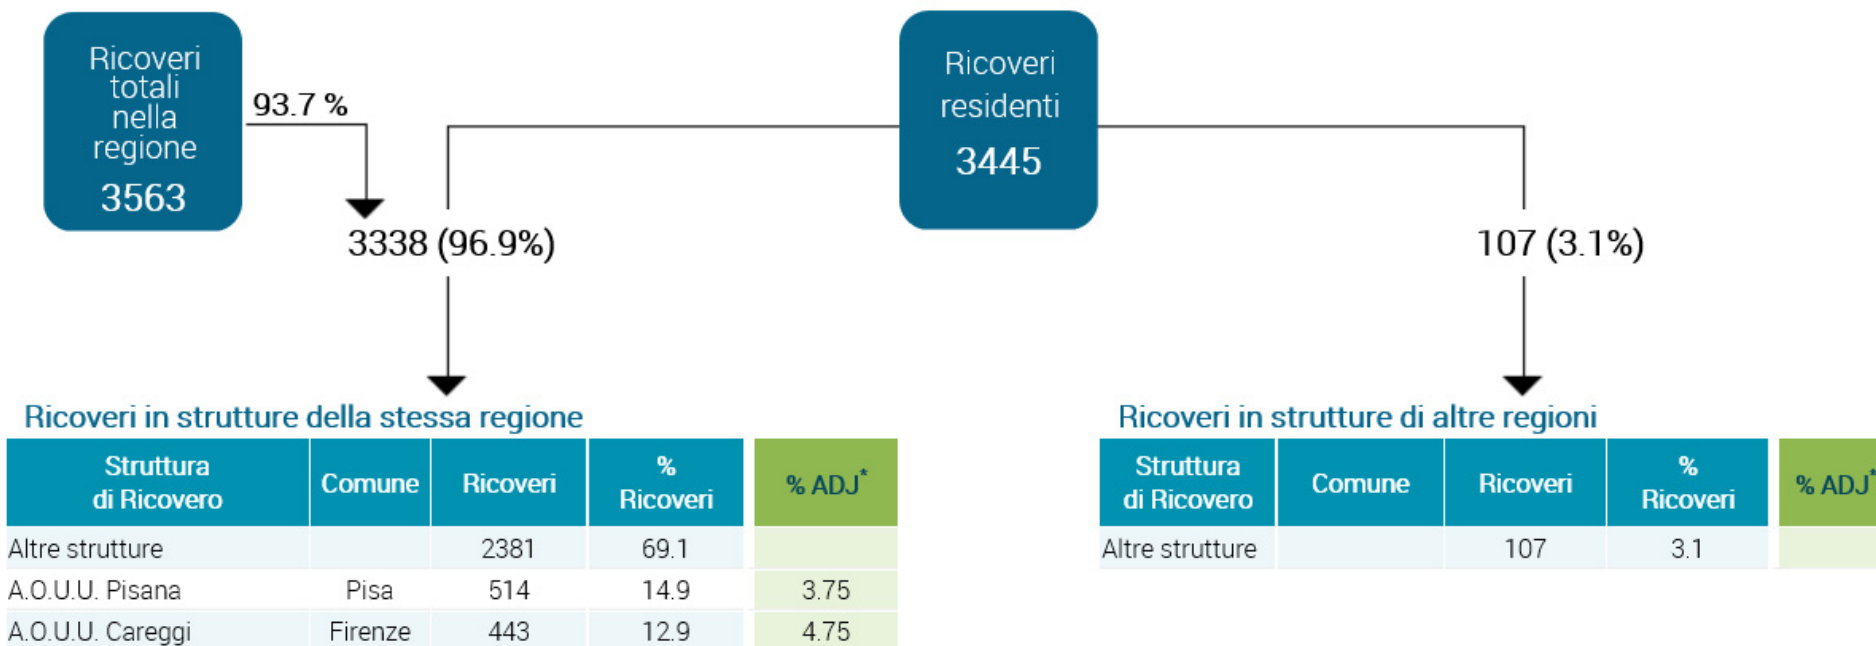 Ricoveri
totali
nella
regione
3563
93.7 %
Ricoveri
residenti
3445
3338 (96.9%)
107 (3.1%)
Ricoveri in strutture della stessa regione
Struttura
di Ricovero
Comune
Ricoveri
%
Ricoveri
% ADJ*
Altre strutture 2381 69.1
A.O.U.U. Pisana Pisa 514 14.9 3.75
A.O.U.U. Careggi Firenze 443 12.9 4.75
Ricoveri in strutture di altre regioni
Struttura
di Ricovero
Comune
Ricoveri
%
Ricoveri
% ADJ*
Altre strutture 107 3.1